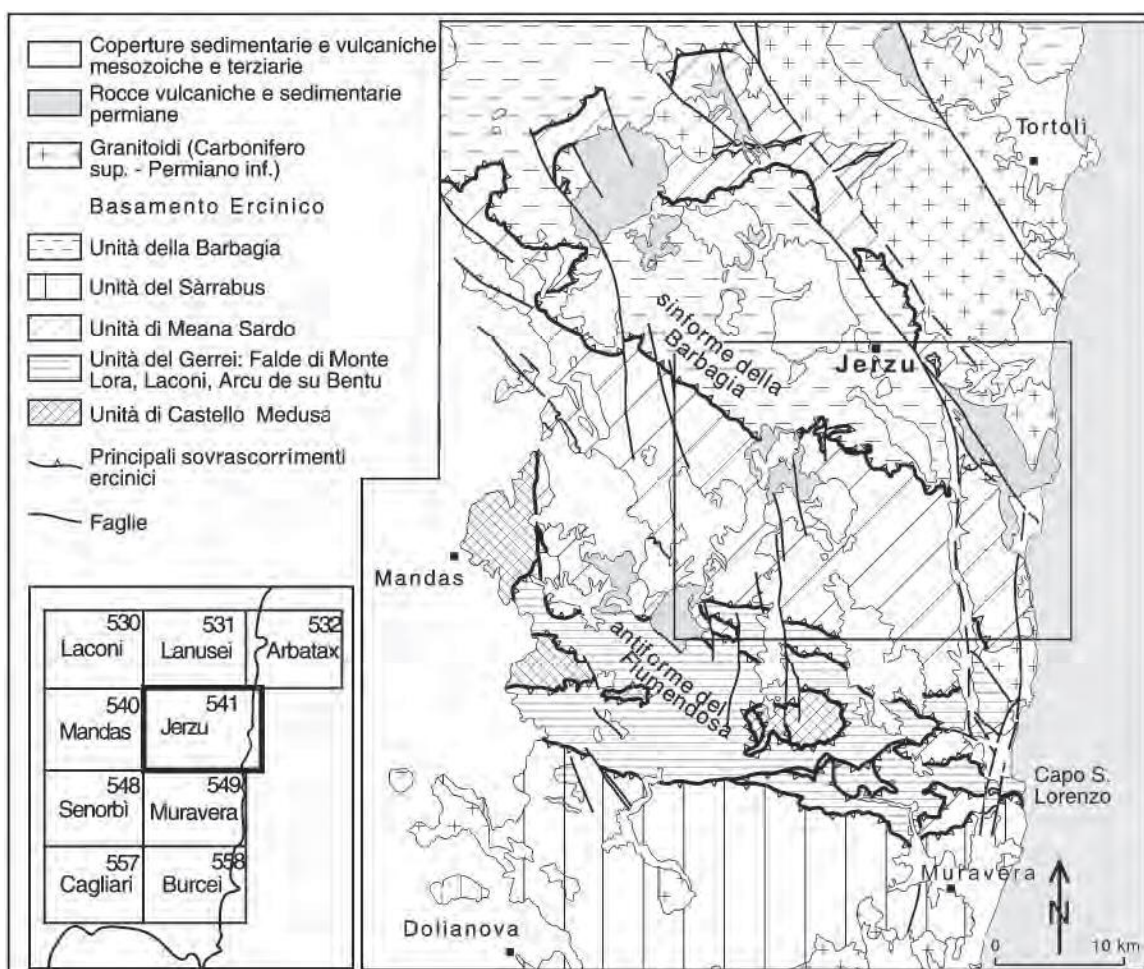 Coperture sedimentarie e vulcaniche
mesozoiche e terziarie
Rocce vulcaniche e sedimentarie
permiane
Granitoidi (Carbonifero
sup. - Permiano inf.)
Basamento Ercinico
Unità della Barbagia
Unità del Sàrrabus
Unità di Meana Sardo
Unità del Gerrei: Falde di Monte
Lora, Laconi, Arcu de su Bentu
Unità di Castello Medusa
Principali sovrascorrimenti
ercinici
Faglie
530
Laconi
531
Lanusei
532
Arbatax
540
Mandas
541
Jerzu
548
Senorbì
549
Muravera
557
Cagliari
558
Burcei
Tortolì
sinforme della
Barbagia
Jerzu
Mandas
antiforme del
Flumendosa
Capo S.
Lorenzo
Muravera
Dolianova
N
0 10 km